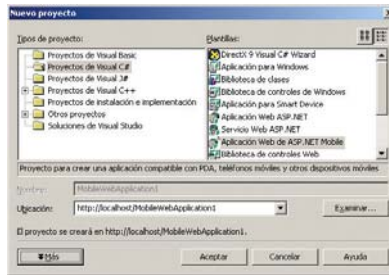 Nuevo proyecto
Tipos de proyecto:
Plantillas:
Proyectos de Visual Basic
Proyectos de Visual C#
Proyectos de Visual J#
Proyectos de Visual C++
Proyectos de instalación e implementación
Otros proyectos
Soluciones de Visual Studio
DirectX 9 Visual C# Wizard
Aplicación para Windows
Biblioteca de clases
Biblioteca de controles de Windows
Aplicación para Smart Device
Aplicación Web ASP.NET
Servicio Web ASP.NET
Aplicación Web de ASP.NET Mobile
Biblioteca de controles Web
Proyecto para crear una aplicación compatible con PDA, teléfonos móviles y otros dispositivos móviles
Nombre:
MobileWebApplication1
Ubicación:
http://localhost/MobileWebApplication1
Examinar...
El proyecto se creará en http://localhost/MobileWebApplication1.
Más
Aceptar
Cancelar
Ayuda